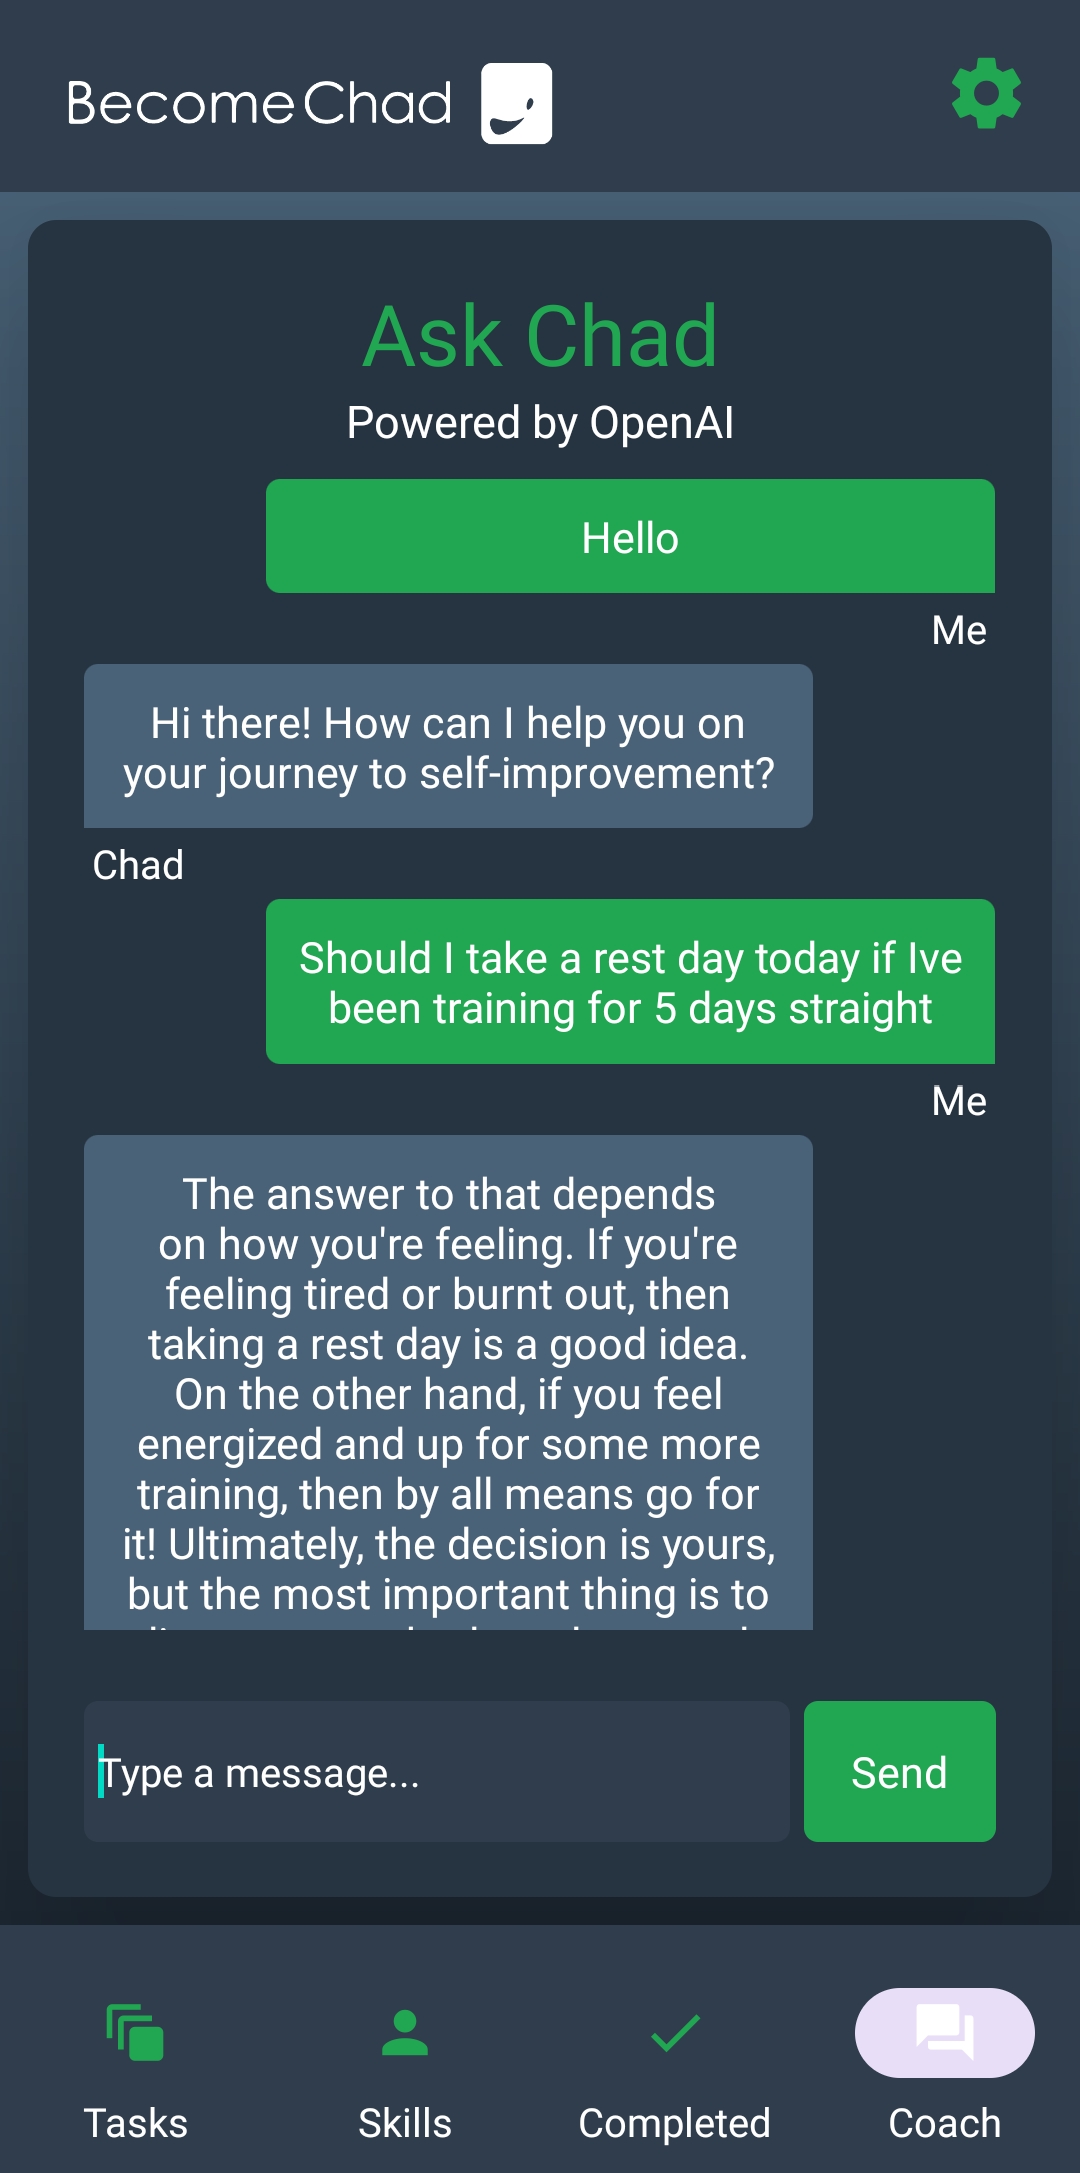 BecomeChad
Ask Chad
Powered by OpenAI
Hello
Me
Hi there! How can I help you on
your journey to self-improvement?
Chad
Should I take a rest day today if Ive
been training for 5 days straight
Me
The answer to that depends
on how you're feeling. If you're
feeling tired or burnt out, then
taking a rest day is a good idea.
On the other hand, if you feel
energized and up for some more
training, then by all means go for
it! Ultimately, the decision is yours,
but the most important thing is to
Type a message...
Send
Tasks
Skills
Completed
Coach